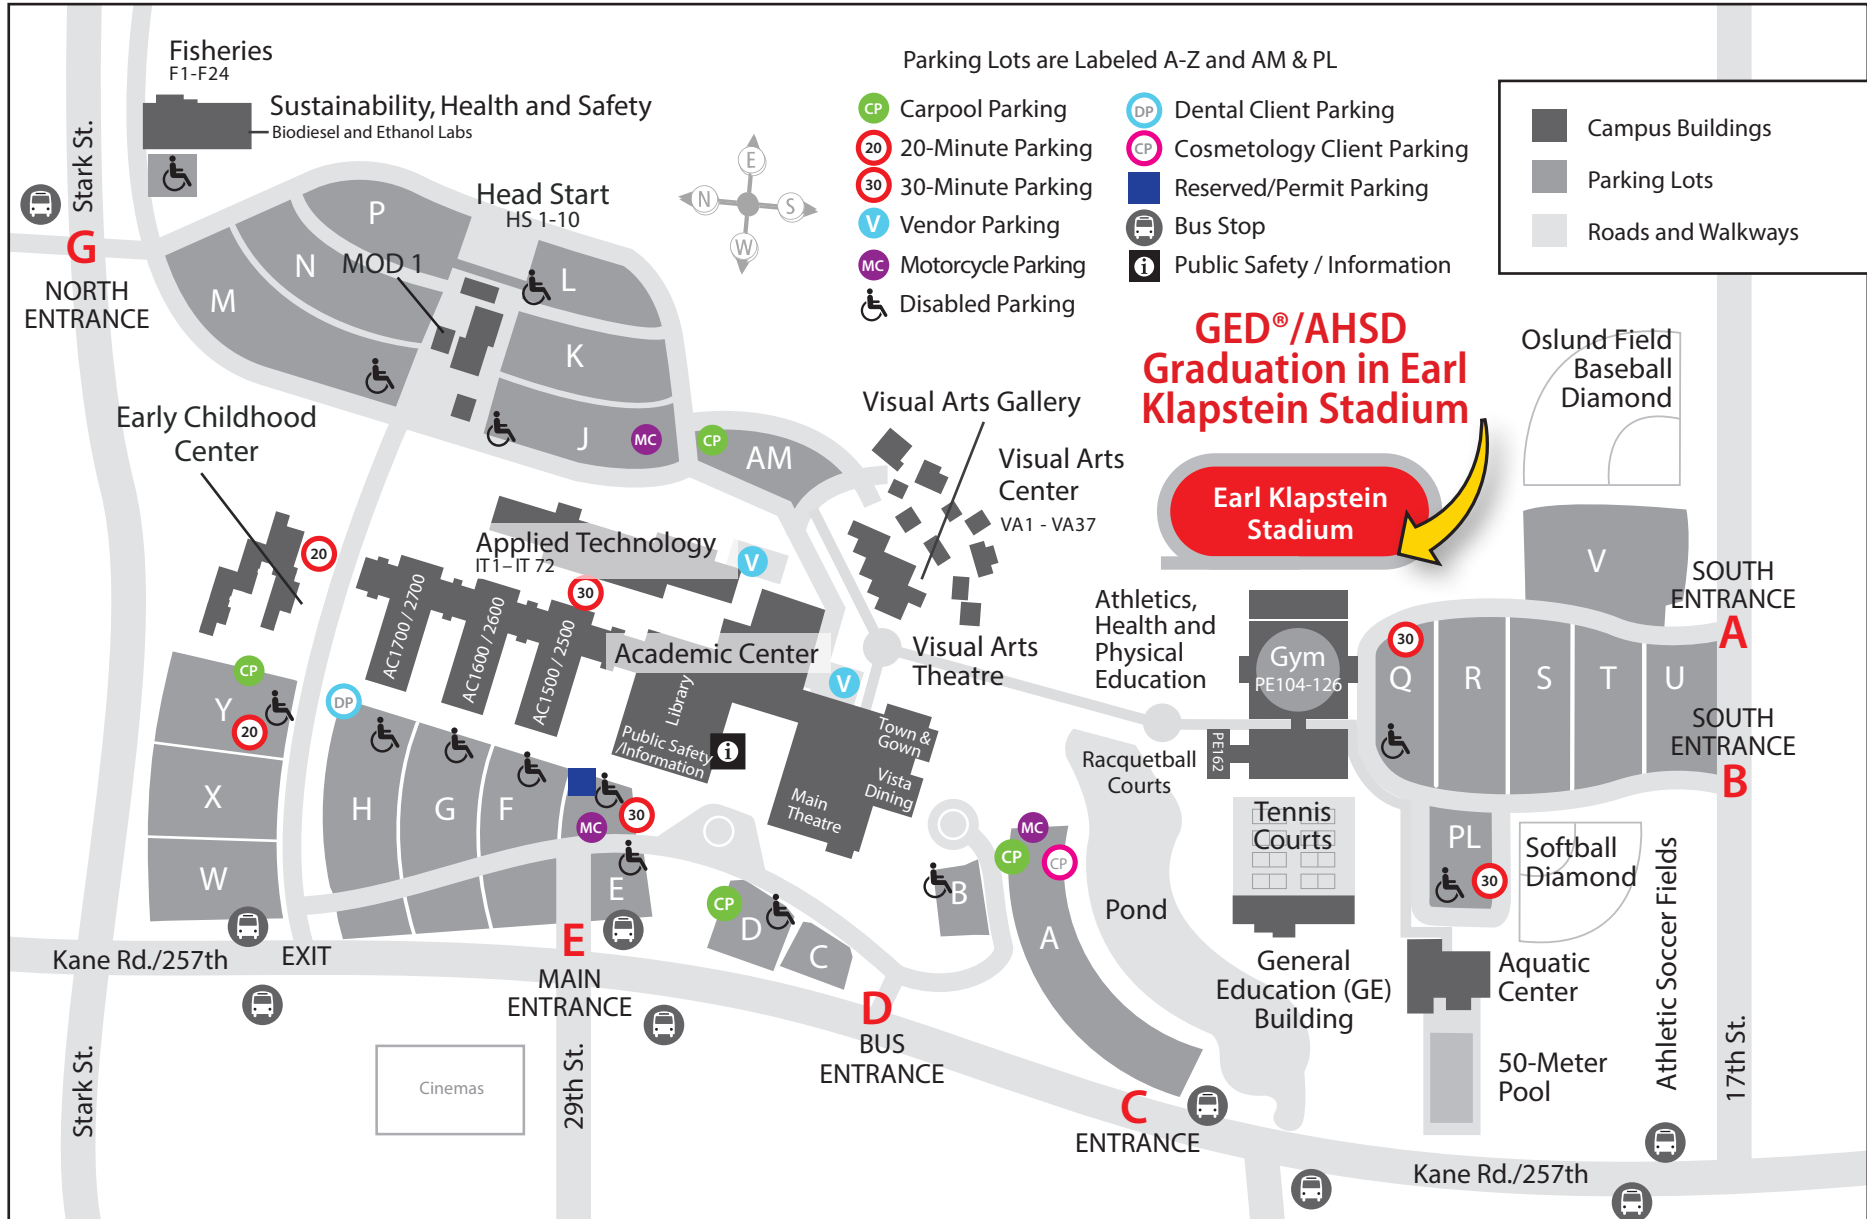 Parking Lots are Labeled A-Z and AM & PL
CP Carpool Parking
20 20-Minute Parking
30 30-Minute Parking
V Vendor Parking
MC Motorcycle Parking
Disabled Parking
DP Dental Client Parking
CP Cosmetology Client Parking
Reserved/Permit Parking
Bus Stop
i Public Safety / Information
Campus Buildings
Parking Lots
Roads and Walkways
E
N
S
W
Fisheries
F1-F24
Sustainability, Health and Safety
Biodiesel and Ethanol Labs
Stark St.
G
NORTH
ENTRANCE
Head Start
HS 1-10
MOD 1
P
N
M
L
K
J
MC
CP
AM
GED®/AHSD
Graduation in Earl
Klapstein Stadium
Earl Klapstein
Stadium
Oslund Field
Baseball
Diamond
Early Childhood
Center
20
Visual Arts Gallery
Visual Arts
Center
VA1 - VA37
Applied Technology
IT1– IT 72
V
30
V
SOUTH
ENTRANCE
A
AC1700 / 2700
AC1600 / 2600
AC1500 / 2500
Academic Center
Library
V
Visual Arts
Theatre
Athletics,
Health and
Physical
Education
Gym
PE104-126
30
Q
R
S
T
U
SOUTH
ENTRANCE
B
CP
Y
20
X
W
DP
H
G
F
Public Safety
/Information
i
Town &
Gown
Vista
Dining
Main
Theatre
MC
30
E
PE162
Racquetball
Courts
Tennis
Courts
PL
30
Softball
Diamond
Athletic Soccer Fields
CP
D
C
B
MC
CP
CP
A
Pond
General
Education (GE)
Building
Aquatic
Center
50-Meter
Pool
17th St.
Kane Rd./257th
EXIT
E
MAIN
ENTRANCE
D
BUS
ENTRANCE
C
ENTRANCE
Stark St.
Cinemas
29th St.
Kane Rd./257th